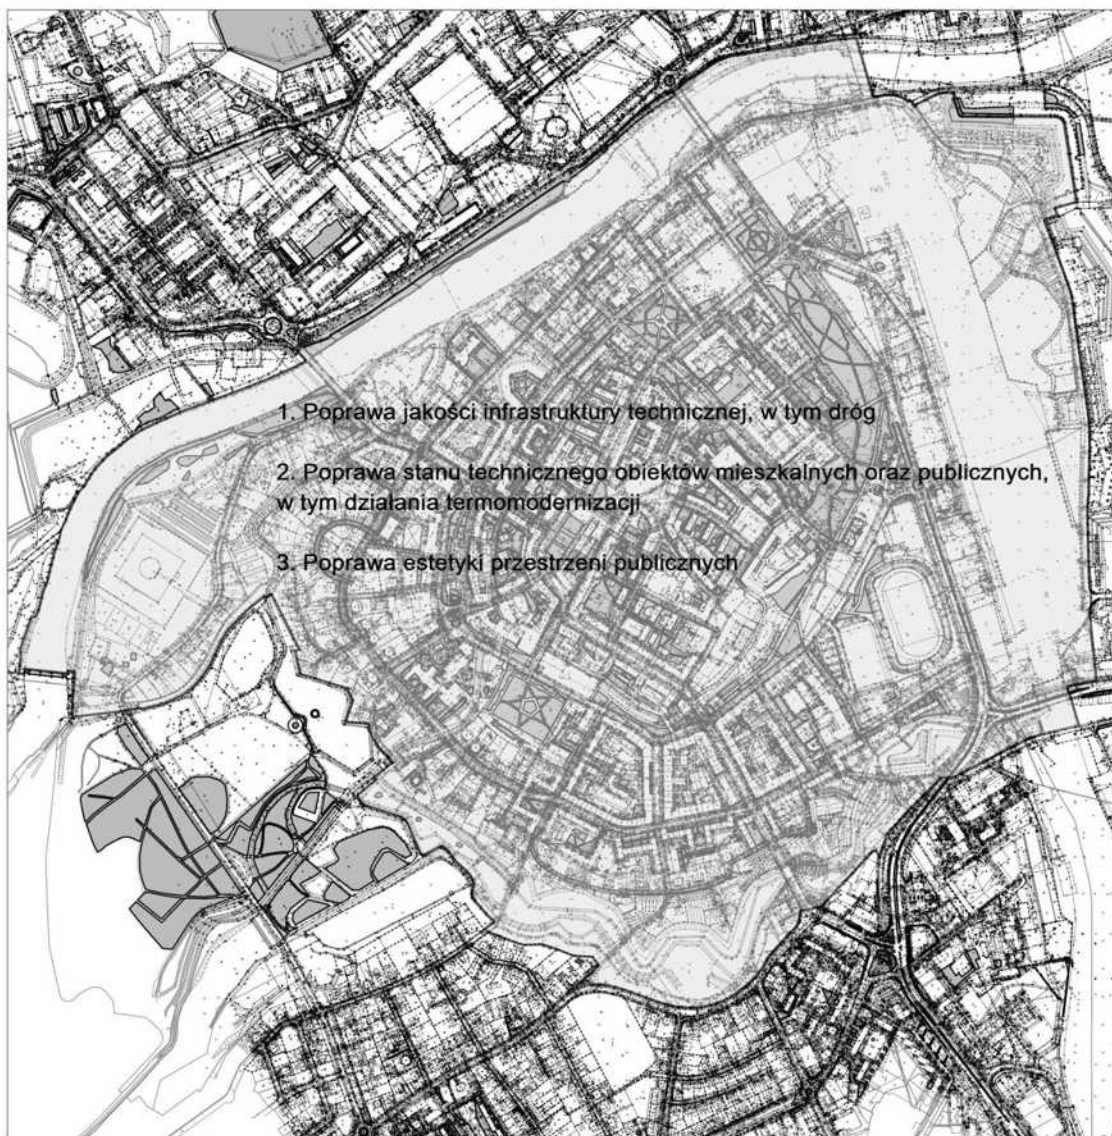 1. Poprawa jakości infrastruktury technicznej, w tym dróg
2. Poprawa stanu technicznego obiektów mieszkalnych oraz publicznych,
w tym działania termomodernizacji
3. Poprawa estetyki przestrzeni publicznych